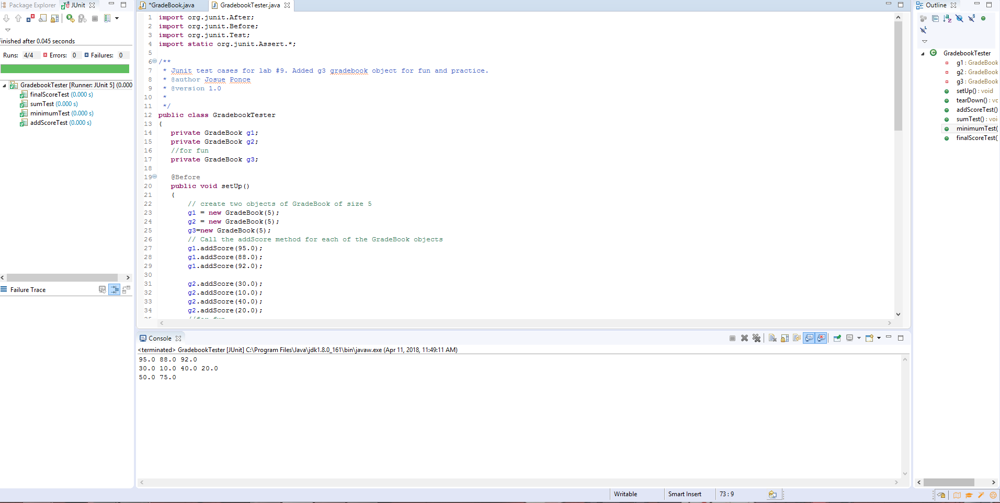 Package Explorer JUnit
Finished after 0.045 seconds
Runs: 4/4 Errors: 0 Failures: 0
GradebookTester [Runner: JUnit 5] (0.000
finalScoreTest (0.000 s)
sumTest (0.000 s)
minimumTest (0.000 s)
addScoreTest (0.000 s)
Failure Trace
*GradeBook.java GradebookTester.java
1 import org.junit.After;
2 import org.junit.Before;
3 import org.junit.Test;
4 import static org.junit.Assert.*;
5
6 /**
7 * Junit test cases for lab #9. Added g3 gradebook object for fun and practice.
8 * @author Josue Ponce
9 * @version 1.0
10 *
11 */
12 public class GradebookTester
13 {
14 private GradeBook g1;
15 private GradeBook g2;
16 //for fun
17 private GradeBook g3;
18
19 @Before
20 public void setUp()
21 {
22 // create two objects of GradeBook of size 5
23 g1 = new GradeBook(5);
24 g2 = new GradeBook(5);
25 g3=new GradeBook(5);
26 // Call the addScore method for each of the GradeBook objects
27 g1.addScore(95.0);
28 g1.addScore(88.0);
29 g1.addScore(92.0);
30
31 g2.addScore(30.0);
32 g2.addScore(10.0);
33 g2.addScore(40.0);
34 g2.addScore(20.0);
35 //for fun
Console
<terminated> GradebookTester [JUnit] C:\Program Files\Java\jdk1.8.0_161\bin\javaw.exe (Apr 11, 2018, 11:49:11 AM)
95.0 88.0 92.0
30.0 10.0 40.0 20.0
50.0 75.0
Outline
GradebookTester
g1 : GradeBook
g2 : GradeBook
g3 : GradeBook
setUp() : void
tearDown() : vo
addScoreTest()
sumTest() : voi
minimumTest(
finalScoreTest(
Writable Smart Insert 73 : 9